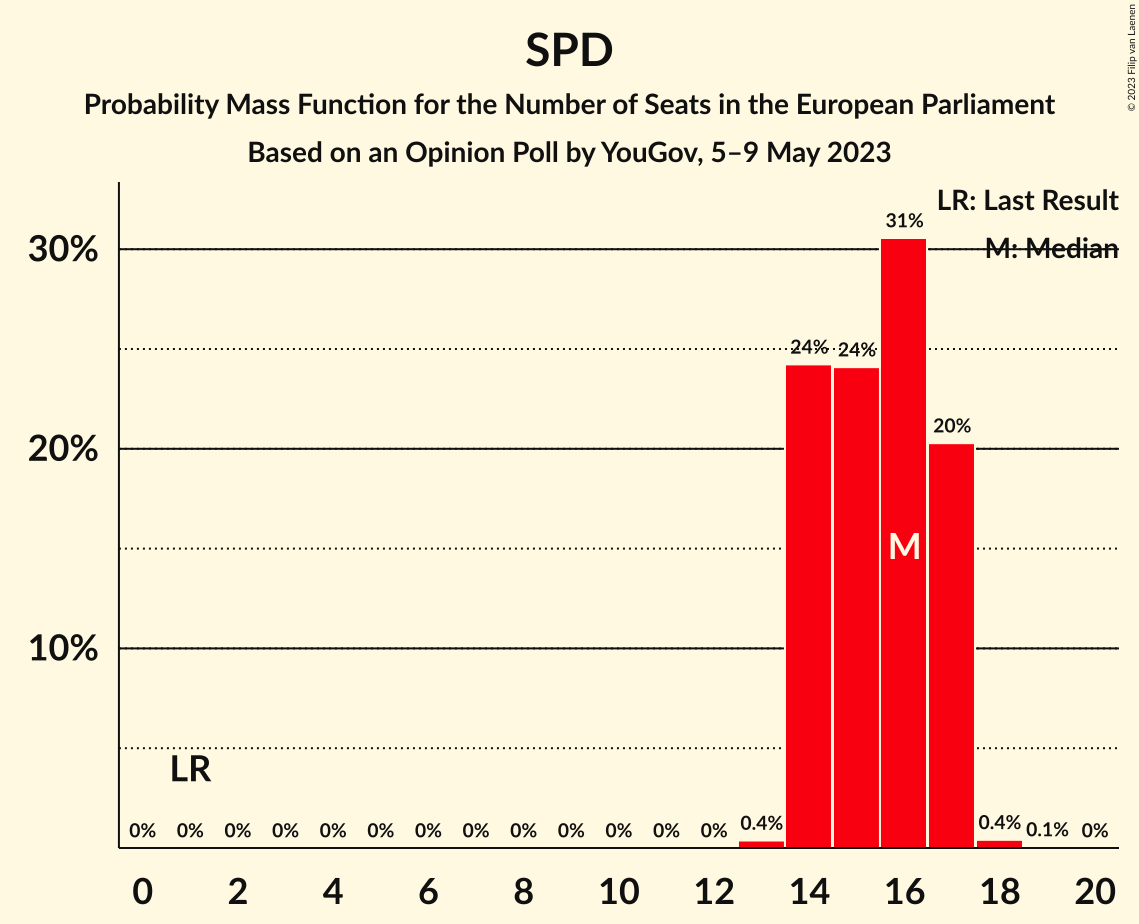 SPD
Probability Mass Function for the Number of Seats in the European Parliament
Based on an Opinion Poll by YouGov, 5–9 May 2023
© 2023 Filip van Laenen
LR: Last Result
M: Median
30%
20%
10%
31%
24%
24%
20%
M
LR
0% 0% 0% 0% 0% 0% 0% 0% 0% 0% 0% 0% 0% 0.4% 0.4% 0.1% 0%
0 2 4 6 8 10 12 14 16 18 20